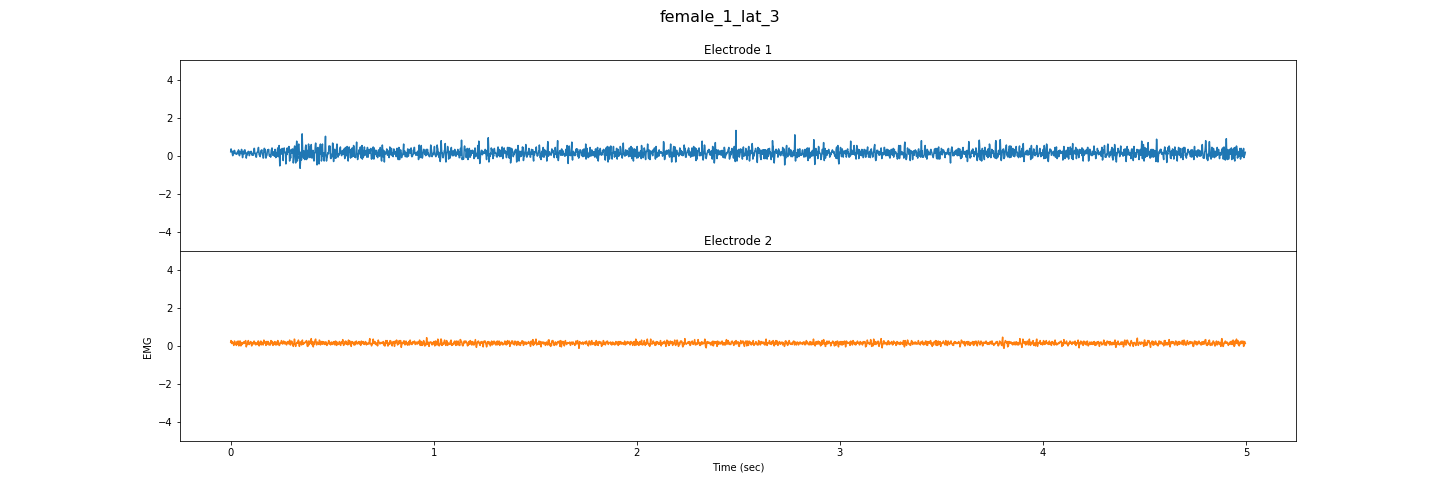 female_1_lat_3
Electrode 1
4
2
0
−2
−4
Electrode 2
4
2
0
−2
−4
EMG
0 1 2 3 4 5
Time (sec)